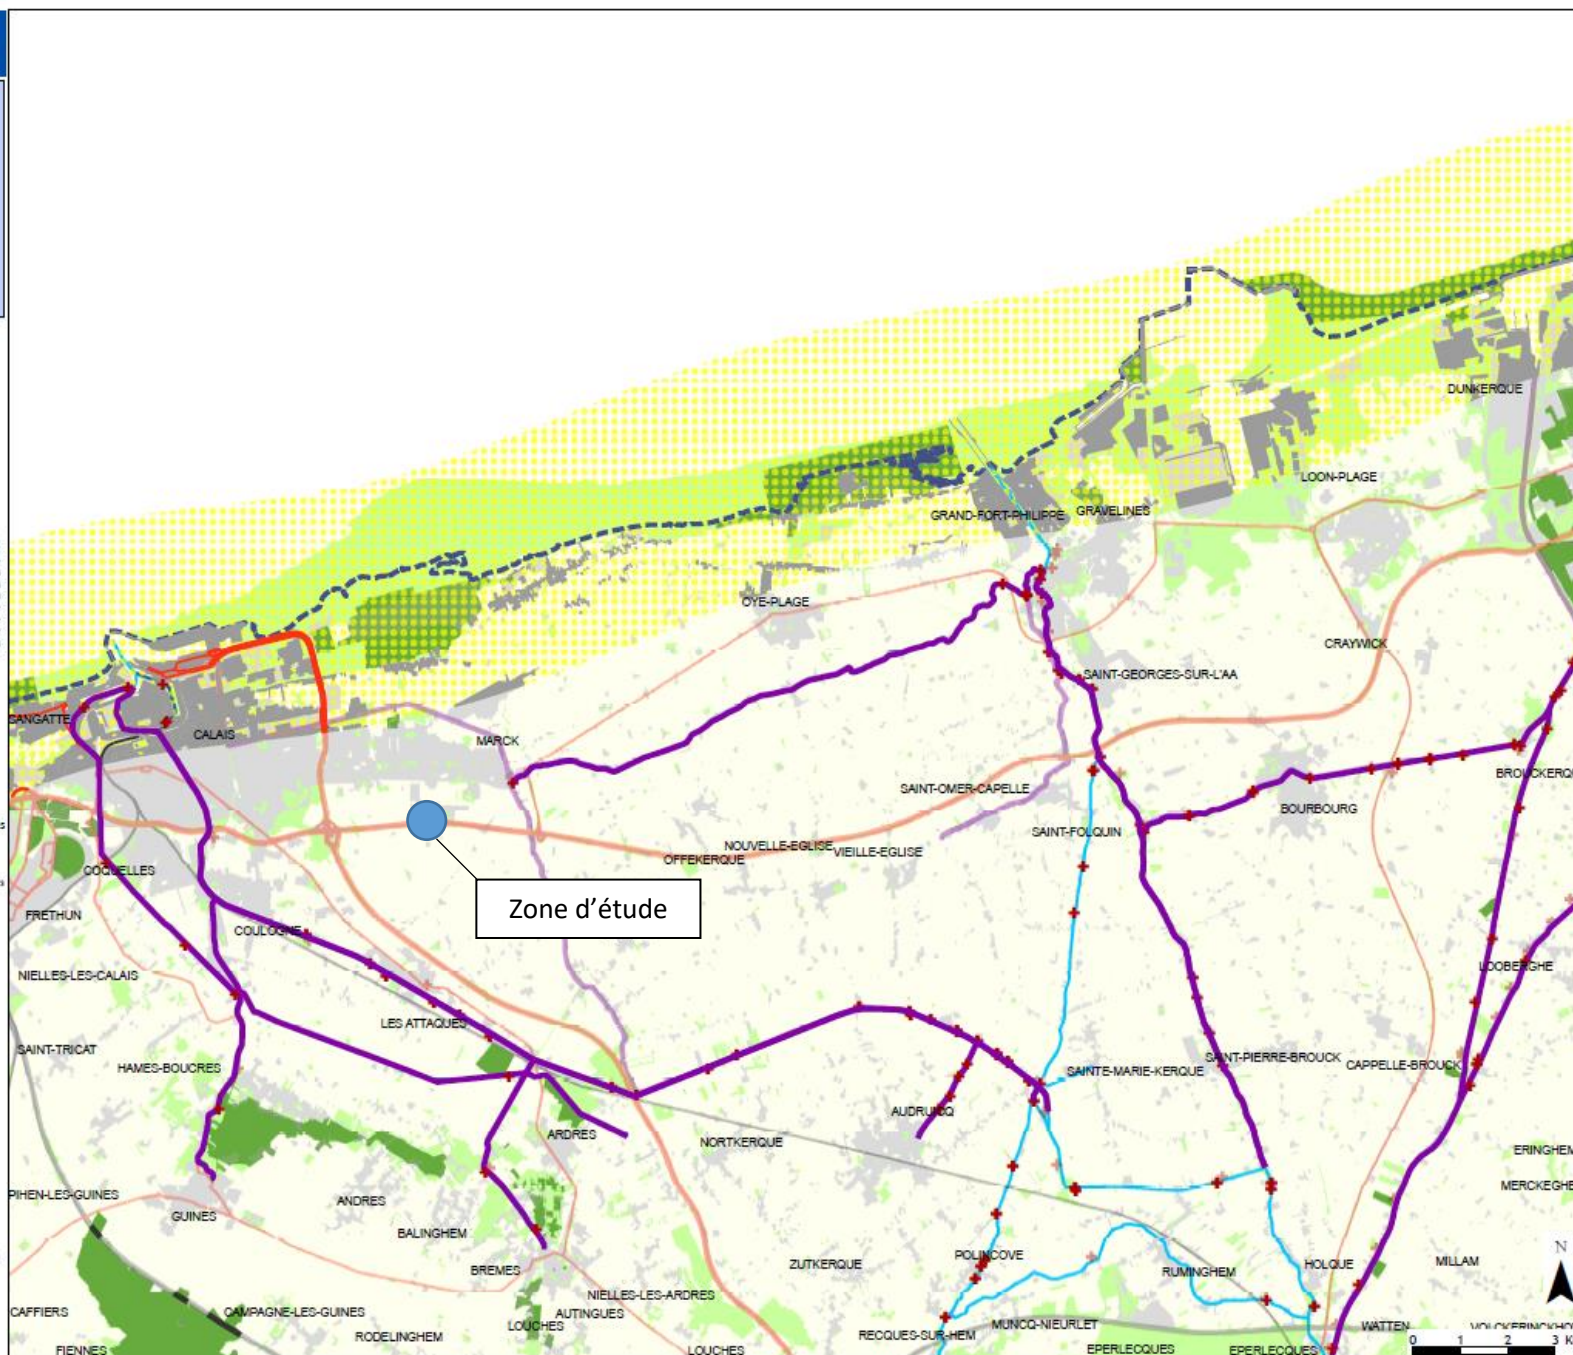 DUNKERQUE
LOON-PLAGE
GRAND-FORT-PHILIPPE
GRAVELINES
OYE-PLAGE
CRAYWICK
SAINT-GEORGES-SUR-L'AA
SANGATTE
CALAIS
MARCK
SAINT-OMER-CAPELLE
BROUCKERQU
BOURBOURG
SAINT-FOLQUIN
NOUVELLE-EGLISE
VIEILLE-EGLISE
OFFEKERQUE
COQUELLES
Zone d’étude
FRETHUN
COULOGNE
NIELLES-LES-CALAIS
LOOBERGHE
LES ATTAQUES
SAINT-TRICAT
HAMES-BOUCRES
SAINT-PIERRE-BROUCK
CAPPELLE-BROUCK
SAINTE-MARIE-KERQUE
AUDRUICQ
ARDRES
NORTKERQUE
ERINGHEM
PIHEN-LES-GUINES
MERCKEGHE
ANDRES
GUINES
BALINGHEM
N
POLINCOVE
ZUTKERQUE
HOLQUE
MILLAM
BREMES
RUMINGHEM
NIELLES-LES-ARDRES
CAFFIERS
CAMPAGNE-LES-GUINES
AUTINGUES
LOUCHES
MUNCQ-NIEURLET
WATTEN
VOLCKERINCKHO
RODELINGHEM
RECQUES-SUR-HEM
0 1 2 3 K
FIENNES
LOUCHES
EPERLECQUES
EPERLECQUES